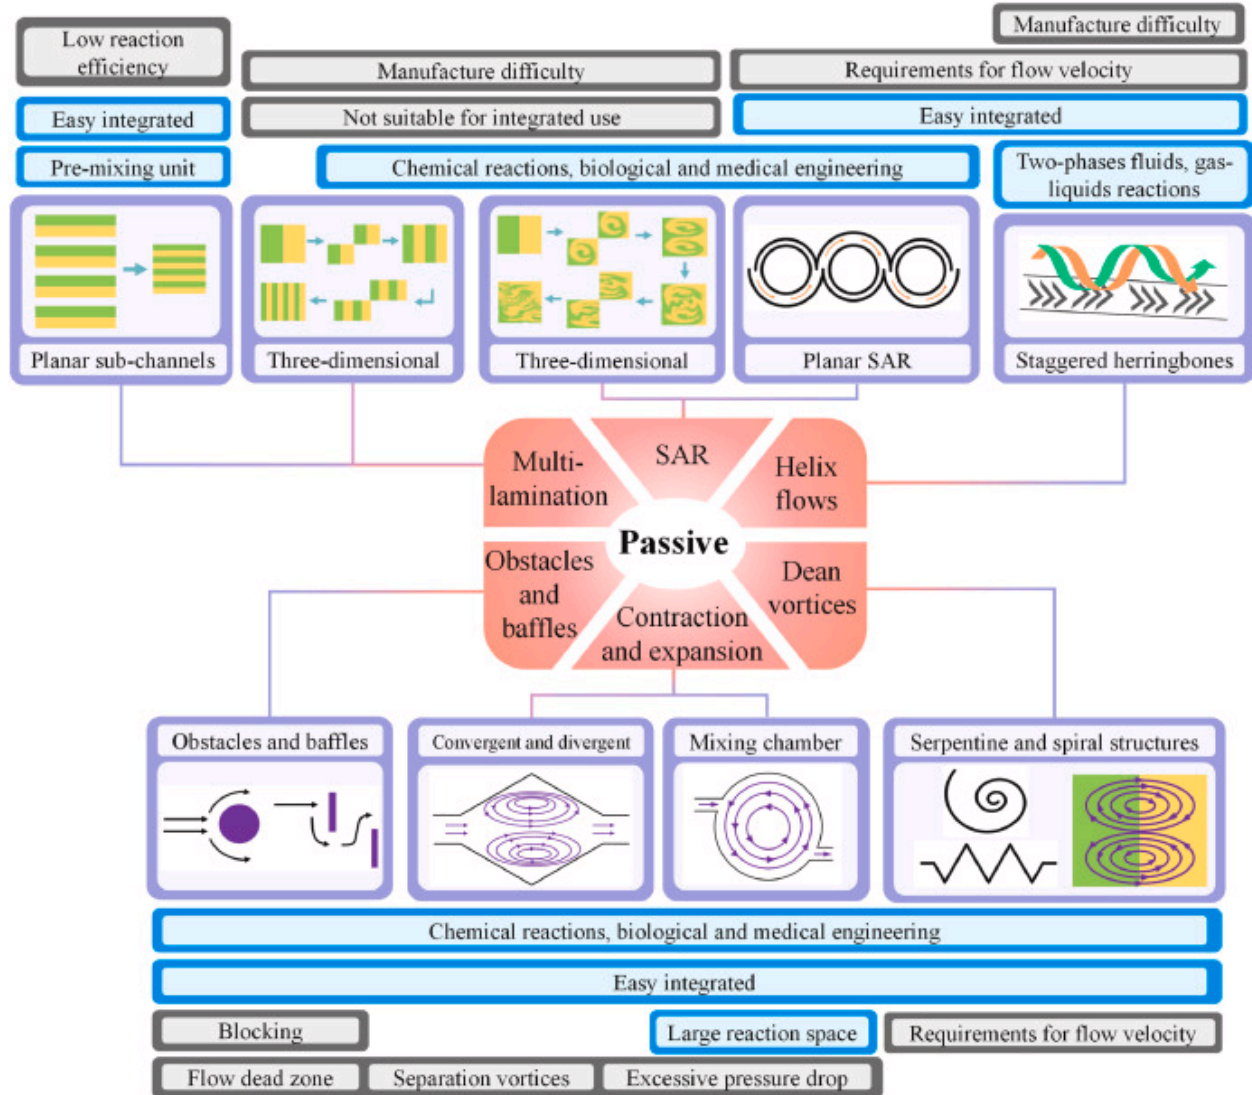 Manufacture difficulty
Low reaction
efficiency
Manufacture difficulty
Requirements for flow velocity
Easy integrated
Not suitable for integrated use
Easy integrated
Pre-mixing unit
Chemical reactions, biological and medical engineering
Two-phases fluids, gas-
liquids reactions
Planar sub-channels
Three-dimensional
Three-dimensional
Planar SAR
Staggered herringbones
Multi-
lamination
SAR
Helix
flows
Passive
Obstacles
and
baffles
Contraction
and expansion
Dean
vortices
Obstacles and baffles
Convergent and divergent
Mixing chamber
Serpentine and spiral structures
Chemical reactions, biological and medical engineering
Easy integrated
Blocking
Large reaction space
Requirements for flow velocity
Flow dead zone
Separation vortices
Excessive pressure drop